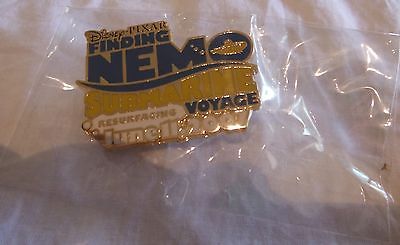 Disney·PIXAR
FINDING
NEMO
SUBMARINE
VOYAGE
RESURFACING